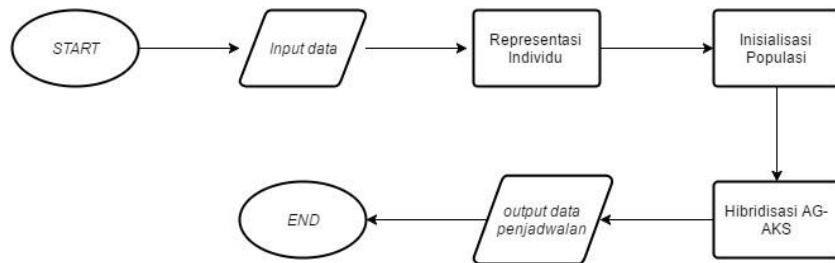 START
Input data
Representasi
Individu
Inisialisasi
Populasi
Hibridisasi AG-
AKS
output data
penjadwalan
END